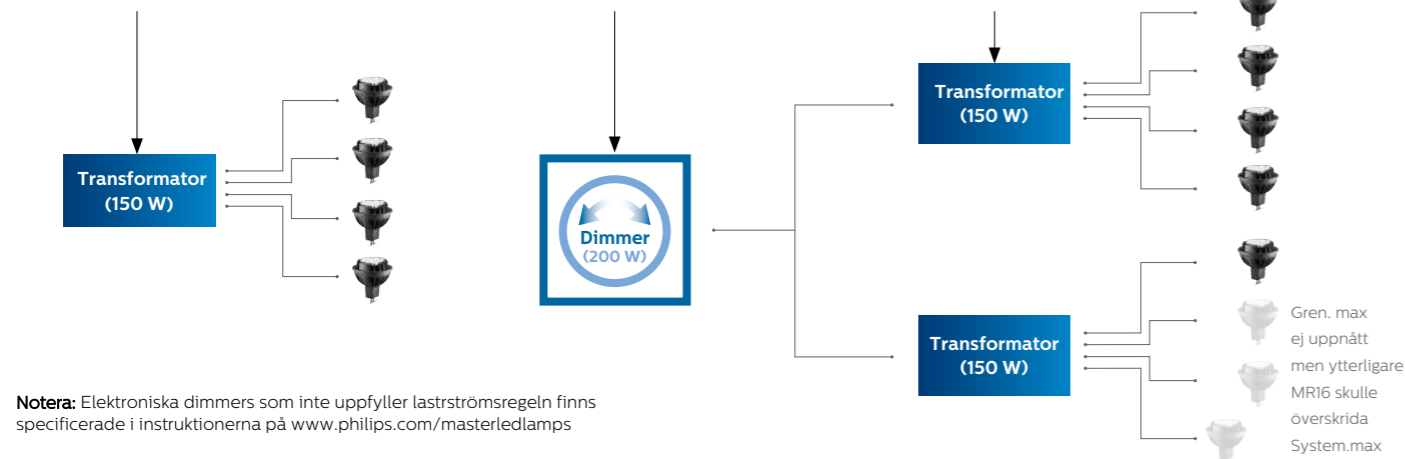 Transformator
(150 W)
Dimmer
(200 W)
Transformator
(150 W)
Transformator
(150 W)
Gren. max
ej uppnått
men ytterligare
MR16 skulle
överskrida
System.max
Notera: Elektroniska dimmers som inte uppfyller lastrströmsregeln finns
specificerade i instruktionerna på www.philips.com/masterledlamps